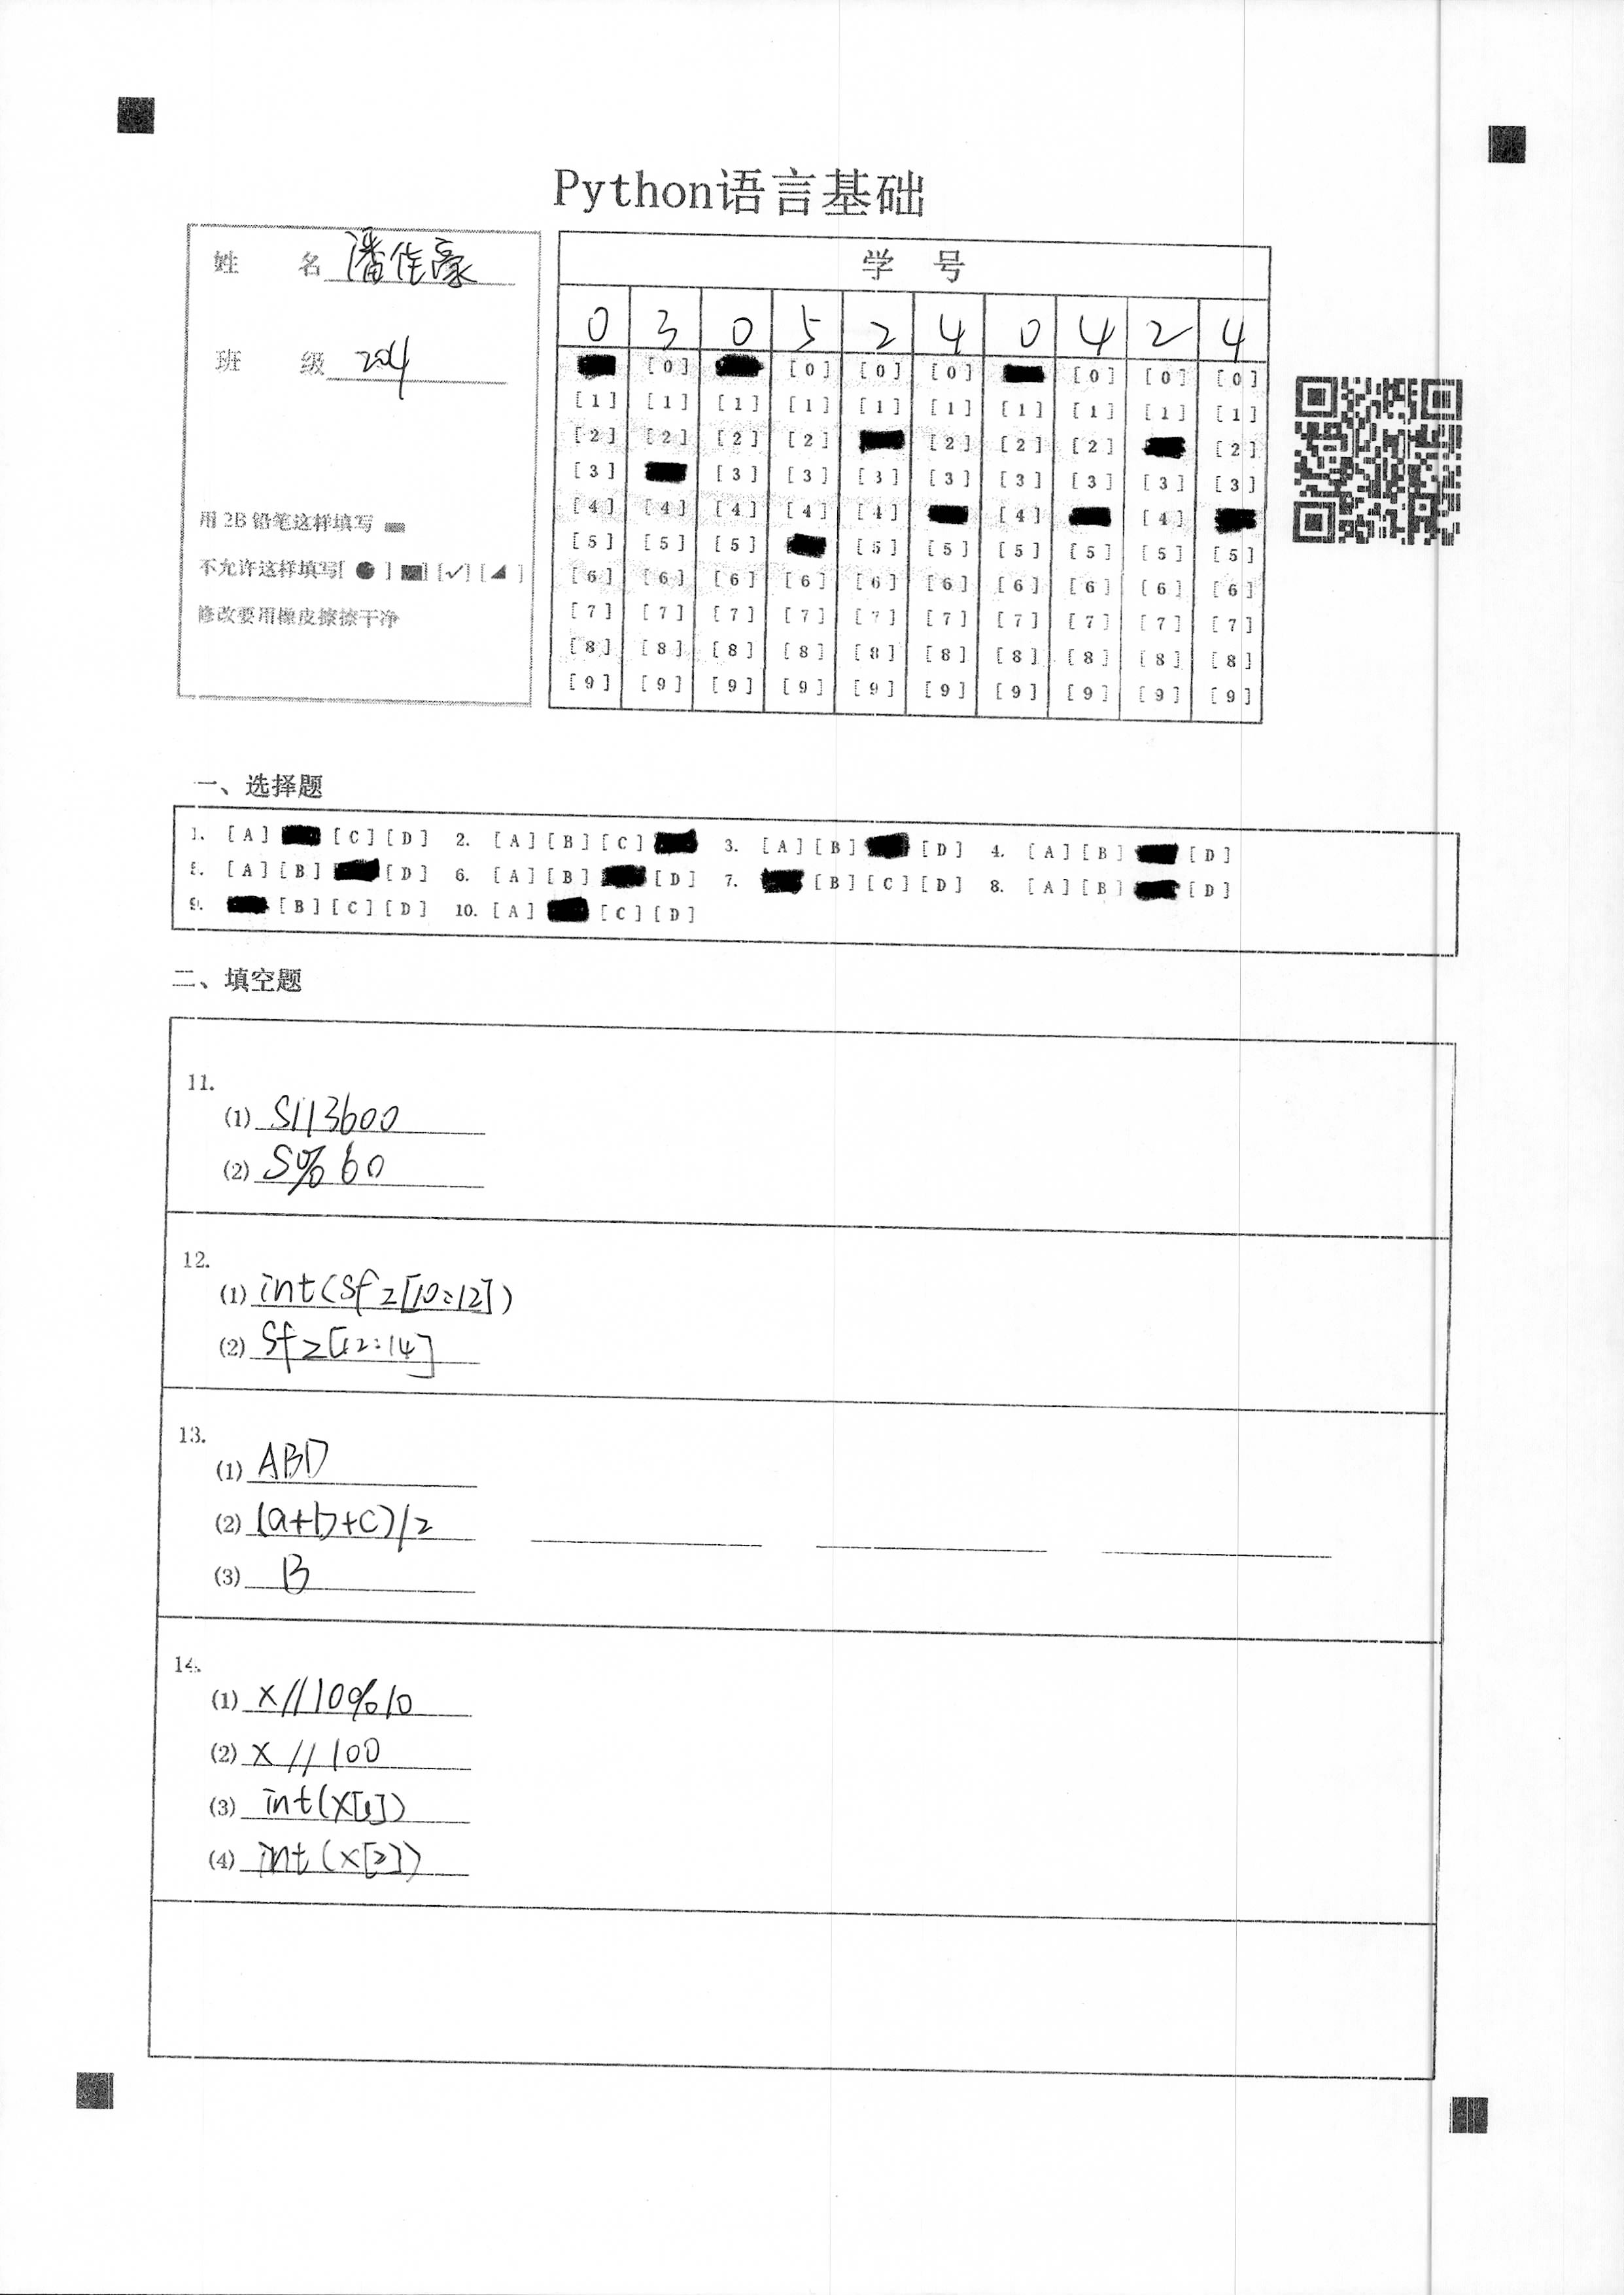 Python语言基础
姓 名 潘佳豪
班 级 204
用 2B 铅笔这样填写
不允许这样填写[ ● ] [■] [✓] [◢ ]
修改要用橡皮擦擦干净
学 号
0 3 0 5 2 4 0 4 2 4
[0] [0] [0] [0] [0] [0] [0]
[1] [1] [1] [1] [1] [1] [1] [1] [1] [1]
[2] [2] [2] [2] [2] [2] [2] [2]
[3] [3] [3] [3] [3] [3] [3] [3] [3]
[4] [4] [4] [4] [4] [4] [4]
[5] [5] [5] [5] [5] [5] [5] [5] [5]
[6] [6] [6] [6] [6] [6] [6] [6] [6] [6]
[7] [7] [7] [7] [7] [7] [7] [7] [7] [7]
[8] [8] [8] [8] [8] [8] [8] [8] [8] [8]
[9] [9] [9] [9] [9] [9] [9] [9] [9] [9]
一、选择题
1. [A] [C] [D] 2. [A] [B] [C] 3. [A] [B] [D] 4. [A] [B] [D]
5. [A] [B] [D] 6. [A] [B] [D] 7. [B] [C] [D] 8. [A] [B] [D]
9. [B] [C] [D] 10. [A] [C] [D]
二、填空题
11.
(1) S//3600
(2) S%60
12.
(1) int(sfz[10:12])
(2) sfz[12:14]
13.
(1) ABD
(2) (a+b+c)/2
(3) B
14.
(1) x//10%10
(2) x//100
(3) int(x[1])
(4) int(x[2])